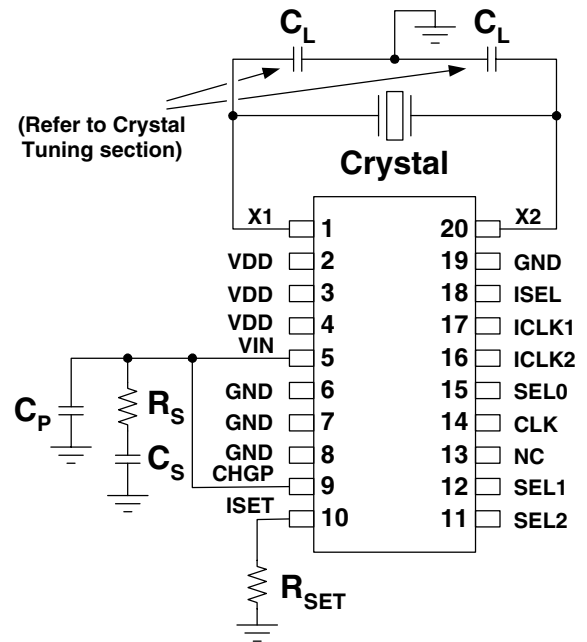 C_L
C_L
(Refer to Crystal
Tuning section)
Crystal
X1 1 20 X2
VDD 2 19 GND
VDD 3 18 ISEL
VDD 4 17 ICLK1
VIN 5 16 ICLK2
GND 6 15 SEL0
GND 7 14 CLK
GND 8 13 NC
CHGP 9 12 SEL1
ISET 10 11 SEL2
C_P
R_S
C_S
R_SET